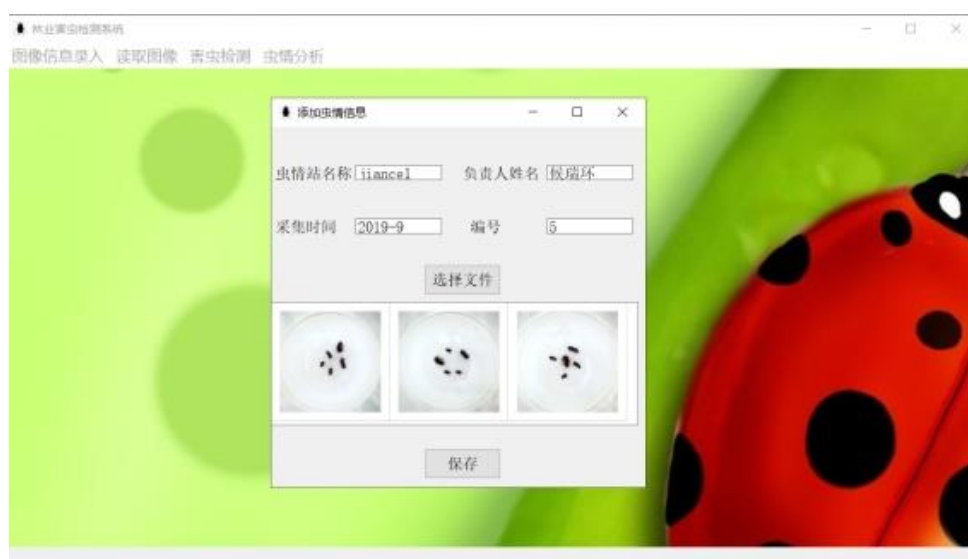 林业害虫检测系统
图像信息录入 读取图像 害虫检测 虫情分析
添加虫情信息
虫情站名称 jiance1 负责人姓名 候瑞环
采集时间 2019-9 编号 5
选择文件
保存